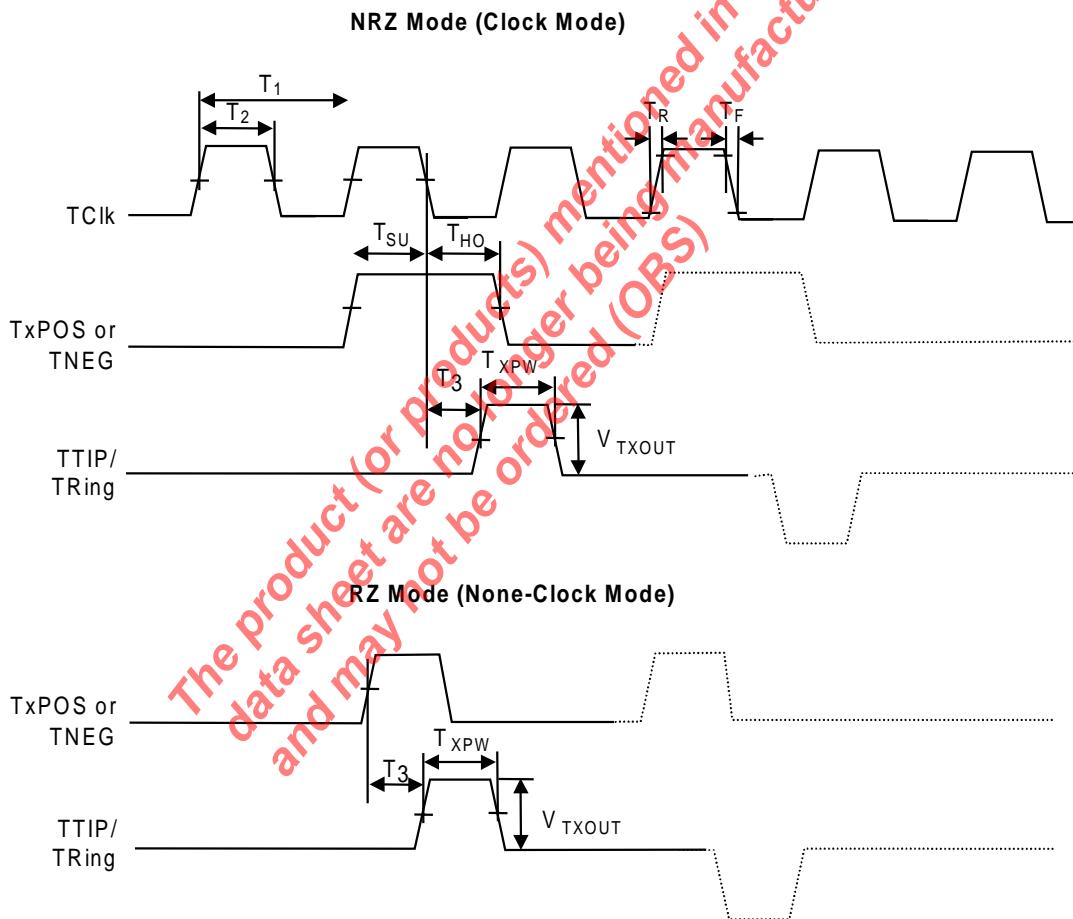 NRZ Mode (Clock Mode)
T1
T2
TR
TF
TClk
TSU
THO
TxPOS or
TNEG
T3
TXPW
VTXOUT
TTIP/
TRing
The product (or products) mentioned in
data sheet are no longer being manufactu
and may not be ordered (OBS)
RZ Mode (None-Clock Mode)
TxPOS or
TNEG
T3
TXPW
VTXOUT
TTIP/
TRing